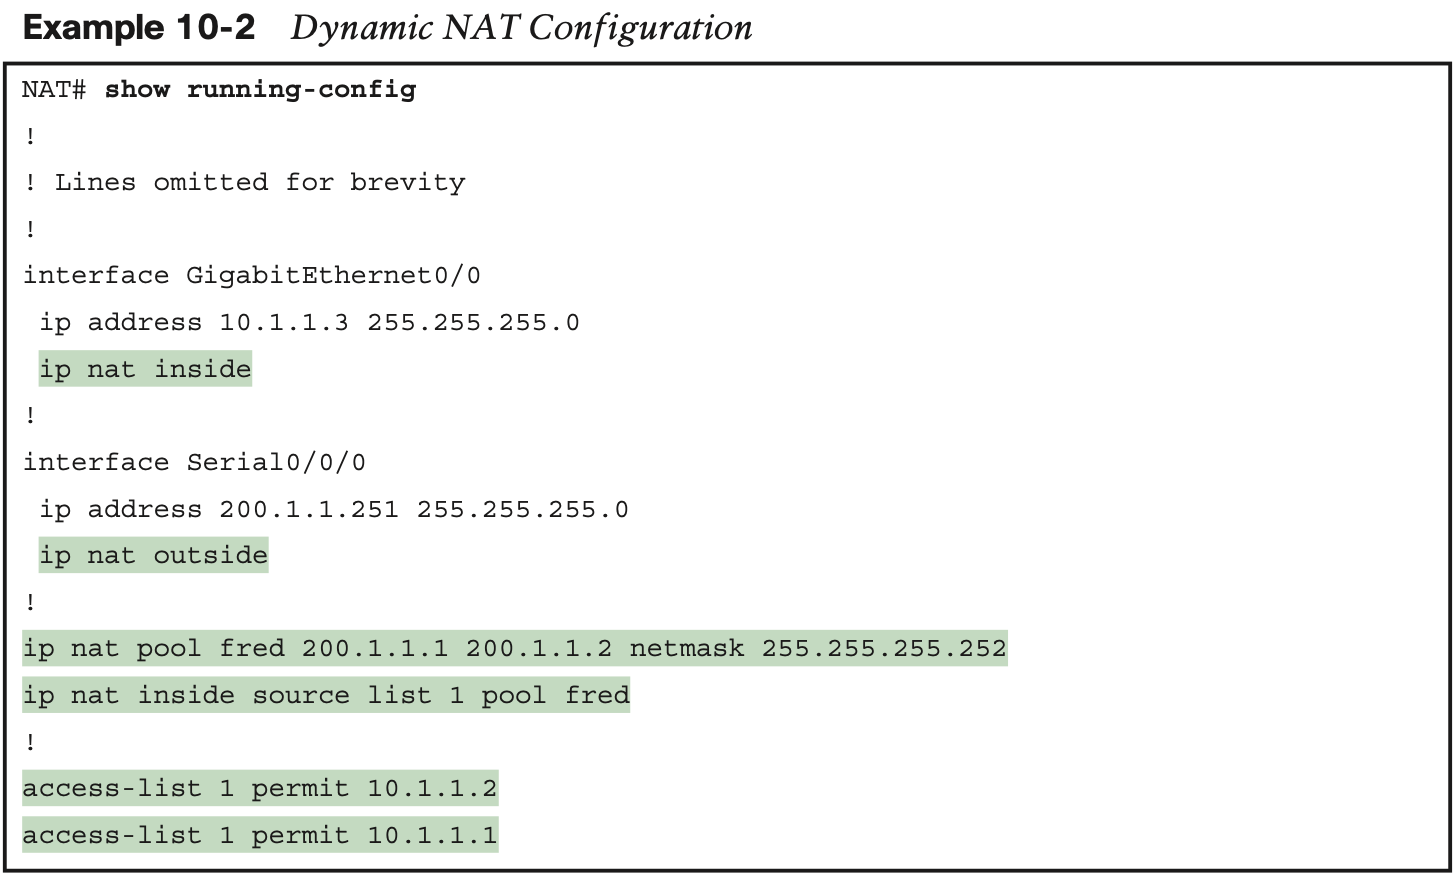 Example 10-2 Dynamic NAT Configuration
NAT# show running-config
!
! Lines omitted for brevity
!
interface GigabitEthernet0/0
 ip address 10.1.1.3 255.255.255.0
 ip nat inside
!
interface Serial0/0/0
 ip address 200.1.1.251 255.255.255.0
 ip nat outside
!
ip nat pool fred 200.1.1.1 200.1.1.2 netmask 255.255.255.252
ip nat inside source list 1 pool fred
!
access-list 1 permit 10.1.1.2
access-list 1 permit 10.1.1.1